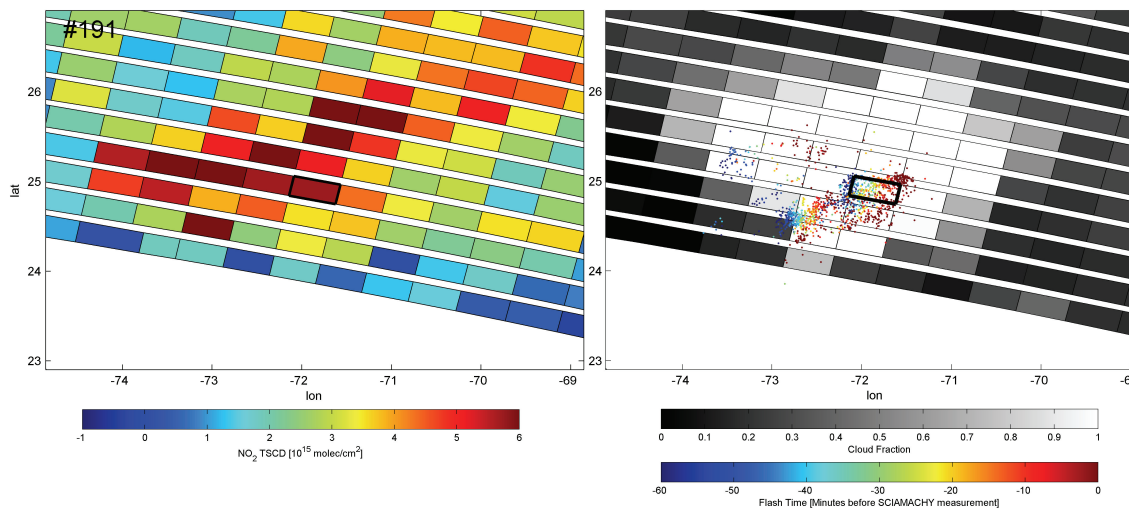 #191
26
25
24
23
lat
-74 -73 -72 -71 -70 -69
lon
-1 0 1 2 3 4 5 6
NO2 TSCD [10^15 molec/cm^2]
26
25
24
23
-74 -73 -72 -71 -70 -6
lon
0 0.1 0.2 0.3 0.4 0.5 0.6 0.7 0.8 0.9 1
Cloud Fraction
-60 -50 -40 -30 -20 -10 0
Flash Time [Minutes before SCIAMACHY measurement]